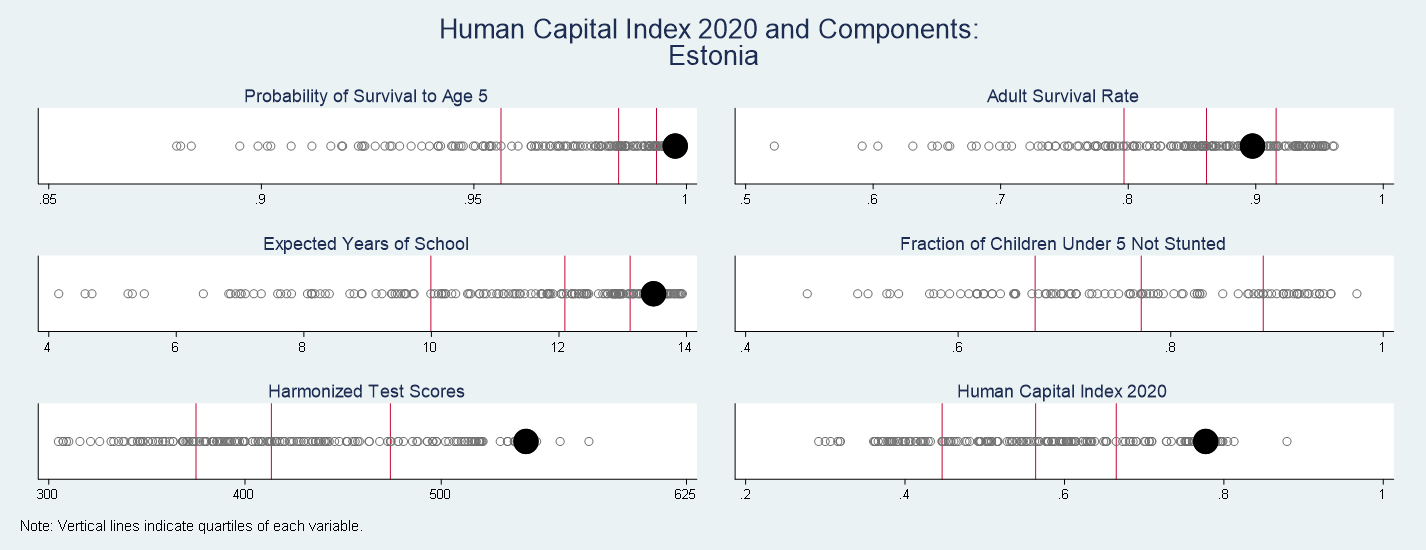 Human Capital Index 2020 and Components:
Estonia
Probability of Survival to Age 5
.85 .9 .95 1
Adult Survival Rate
.5 .6 .7 .8 .9 1
Expected Years of School
4 6 8 10 12 14
Fraction of Children Under 5 Not Stunted
.4 .6 .8 1
Harmonized Test Scores
300 400 500 625
Human Capital Index 2020
.2 .4 .6 .8 1
Note: Vertical lines indicate quartiles of each variable.